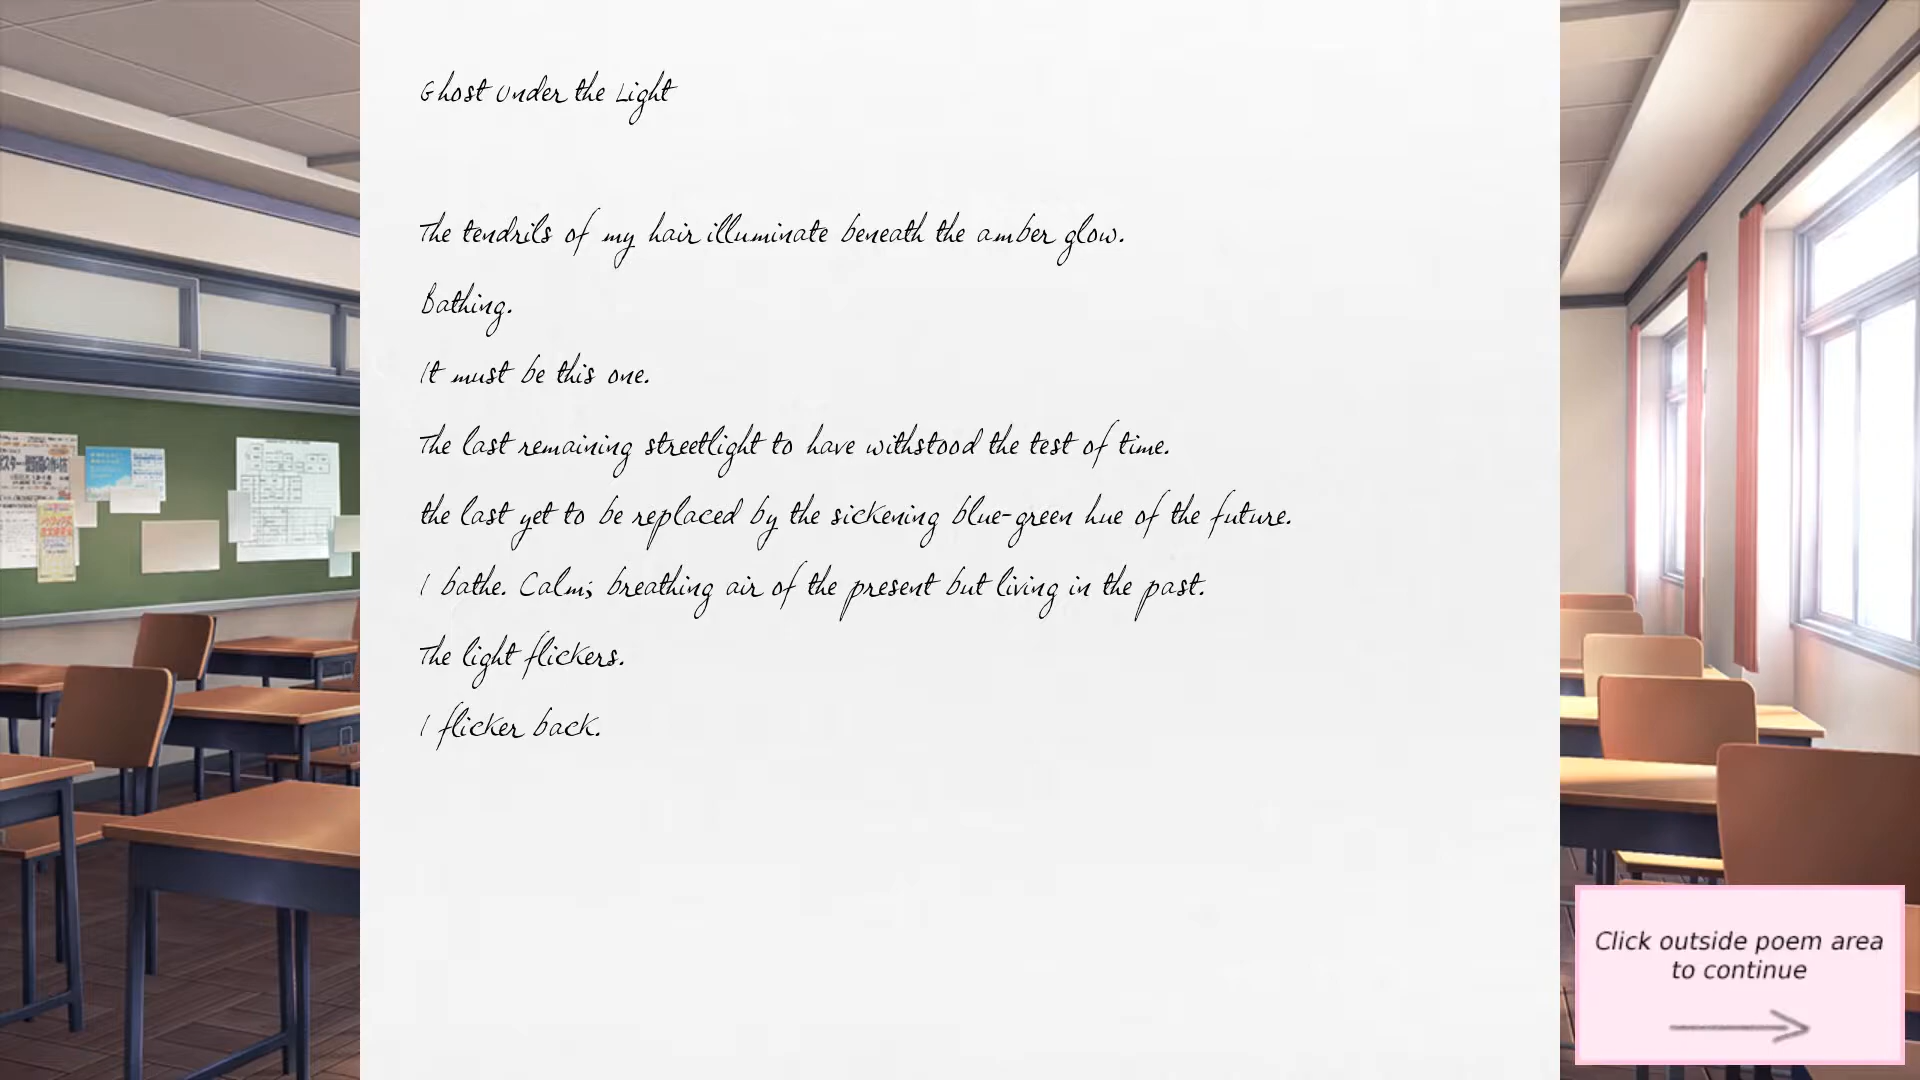 Ghost Under the Light
The tendrils of my hair illuminate beneath the amber glow.
Bathing.
It must be this one.
The last remaining streetlight to have withstood the test of time.
the last yet to be replaced by the sickening blue-green hue of the future.
I bathe. Calm; breathing air of the present but living in the past.
The light flickers.
I flicker back.
Click outside poem area
to continue